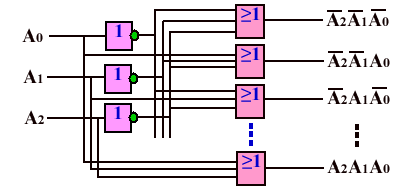 ≥1 A̅₂A̅₁A̅₀
A₀ 1
≥1 A̅₂A̅₁A₀
A₁ 1
≥1 A̅₂A₁A̅₀
A₂ 1
≥1 A₂A₁A₀